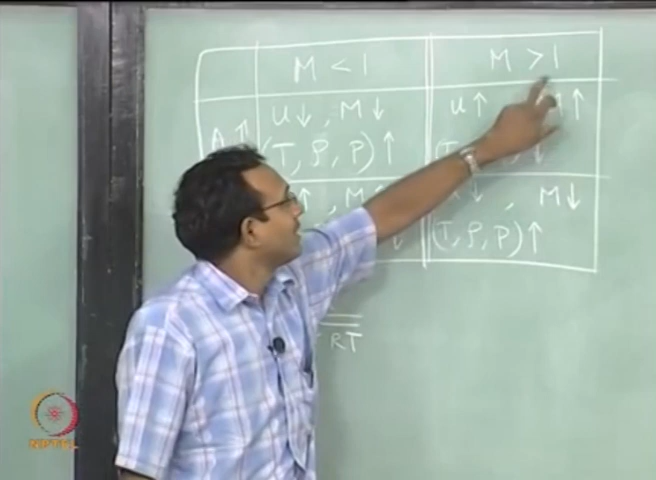 M < 1
M > 1
A↑
u↓ , M↓
(T, ρ, P)↑
u↑
↑
(T,
↓
↑ , M
↓
↓ , M↓
(T, ρ, P)↑
RT
NPTEL